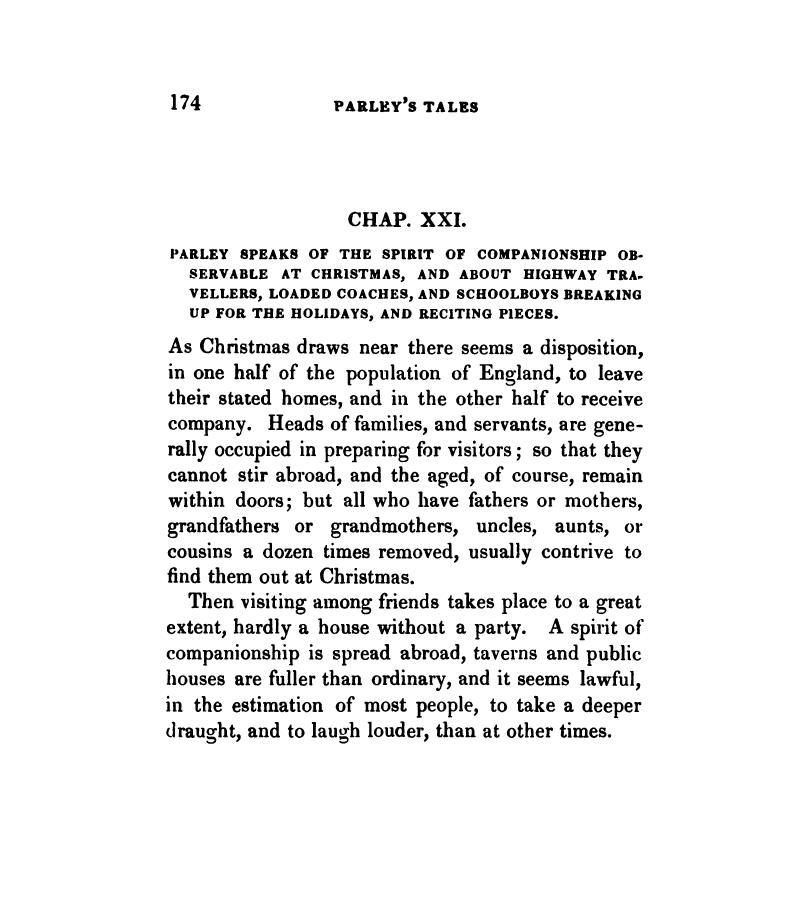 174 PARLEY'S TALES
CHAP. XXI.
PARLEY SPEAKS OF THE SPIRIT OF COMPANIONSHIP OB-
SERVABLE AT CHRISTMAS, AND ABOUT HIGHWAY TRA-
VELLERS, LOADED COACHES, AND SCHOOLBOYS BREAKING
UP FOR THE HOLIDAYS, AND RECITING PIECES.
As Christmas draws near there seems a disposition,
in one half of the population of England, to leave
their stated homes, and in the other half to receive
company. Heads of families, and servants, are gene-
rally occupied in preparing for visitors; so that they
cannot stir abroad, and the aged, of course, remain
within doors; but all who have fathers or mothers,
grandfathers or grandmothers, uncles, aunts, or
cousins a dozen times removed, usually contrive to
find them out at Christmas.
Then visiting among friends takes place to a great
extent, hardly a house without a party. A spirit of
companionship is spread abroad, taverns and public
houses are fuller than ordinary, and it seems lawful,
in the estimation of most people, to take a deeper
draught, and to laugh louder, than at other times.